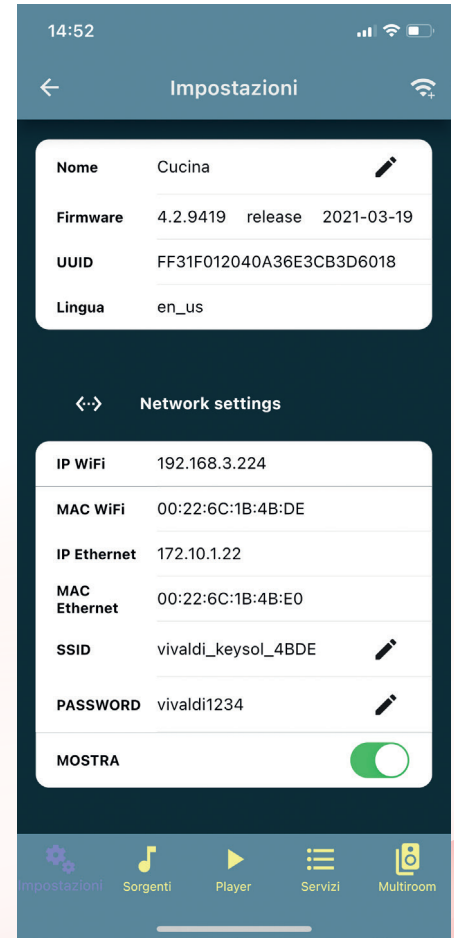 14:52
Impostazioni
Nome Cucina
Firmware 4.2.9419 release 2021-03-19
UUID FF31F012040A36E3CB3D6018
Lingua en_us
Network settings
IP WiFi 192.168.3.224
MAC WiFi 00:22:6C:1B:4B:DE
IP Ethernet 172.10.1.22
MAC
Ethernet 00:22:6C:1B:4B:E0
SSID vivaldi_keysol_4BDE
PASSWORD vivaldi1234
MOSTRA
Impostazioni Sorgenti Player Servizi Multiroom